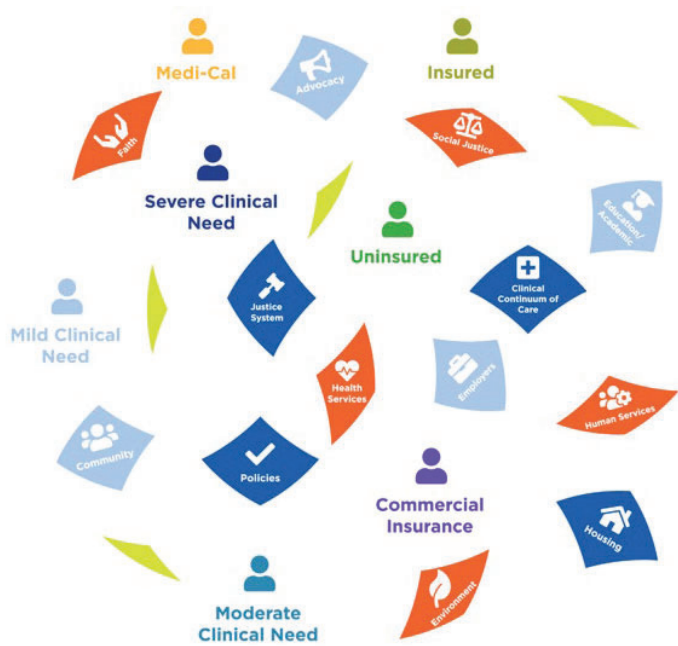 Medi-Cal
Advocacy
Insured
Faith
Social Justice
Severe Clinical
Need
Education/
Academic
Uninsured
Justice
System
Clinical
Continuum of
Care
Mild Clinical
Need
Health
Services
Employers
Human Services
Community
Policies
Commercial
Insurance
Housing
Environment
Moderate
Clinical Need